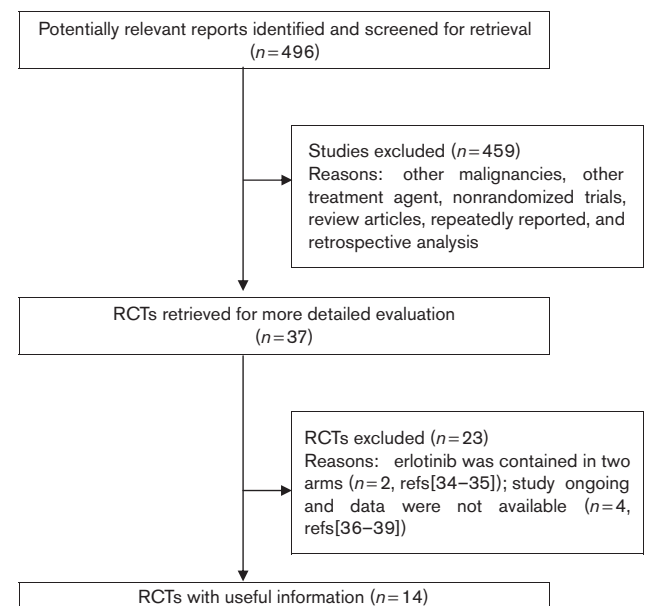 Potentially relevant reports identified and screened for retrieval
(n=496)
Studies excluded (n=459)
Reasons: other malignancies, other
treatment agent, nonrandomized trials,
review articles, repeatedly reported, and
retrospective analysis
RCTs retrieved for more detailed evaluation
(n=37)
RCTs excluded (n=23)
Reasons: erlotinib was contained in two
arms (n=2, refs[34–35]); study ongoing
and data were not available (n=4,
refs[36–39])
RCTs with useful information (n=14)